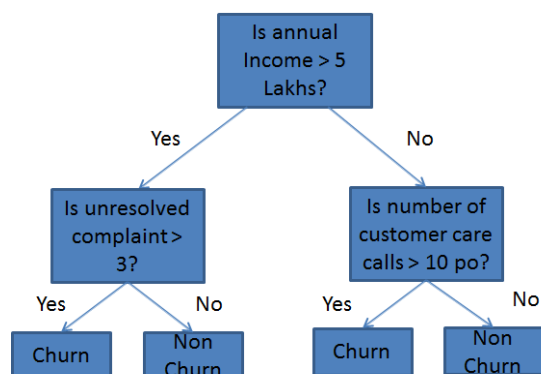 Is annual
Income > 5
Lakhs?
Yes
No
Is unresolved
complaint >
3?
Is number of
customer care
calls > 10 po?
Yes
No
Yes
No
Churn
Non
Churn
Churn
Non
Churn